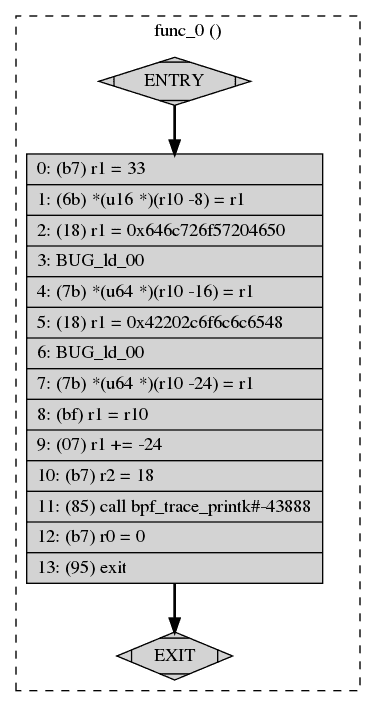 func_0 ()
ENTRY
0: (b7) r1 = 33
1: (6b) *(u16 *)(r10 -8) = r1
2: (18) r1 = 0x646c726f57204650
3: BUG_ld_00
4: (7b) *(u64 *)(r10 -16) = r1
5: (18) r1 = 0x42202c6f6c6c6548
6: BUG_ld_00
7: (7b) *(u64 *)(r10 -24) = r1
8: (bf) r1 = r10
9: (07) r1 += -24
10: (b7) r2 = 18
11: (85) call bpf_trace_printk#-43888
12: (b7) r0 = 0
13: (95) exit
EXIT